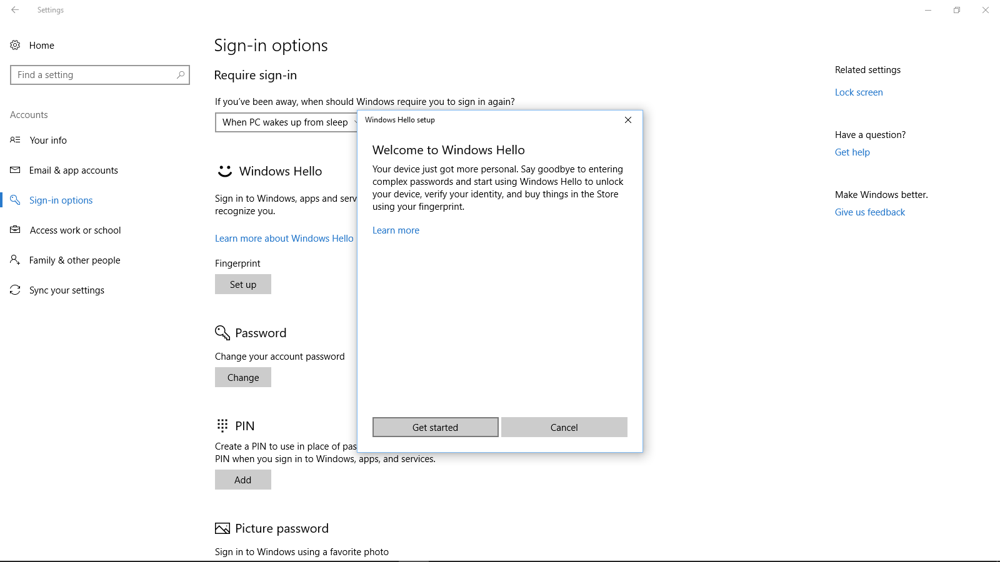 Settings
Home
Find a setting
Accounts
Your info
Email & app accounts
Sign-in options
Access work or school
Family & other people
Sync your settings
Sign-in options
Require sign-in
If you've been away, when should Windows require you to sign in again?
When PC wakes up from sleep
Windows Hello
Sign in to Windows, apps and serv
recognize you.
Learn more about Windows Hello
Fingerprint
Set up
Password
Change your account password
Change
PIN
Create a PIN to use in place of pas
PIN when you sign in to Windows, apps, and services.
Add
Picture password
Sign in to Windows using a favorite photo
Windows Hello setup
Welcome to Windows Hello
Your device just got more personal. Say goodbye to entering
complex passwords and start using Windows Hello to unlock
your device, verify your identity, and buy things in the Store
using your fingerprint.
Learn more
Get started
Cancel
Related settings
Lock screen
Have a question?
Get help
Make Windows better.
Give us feedback